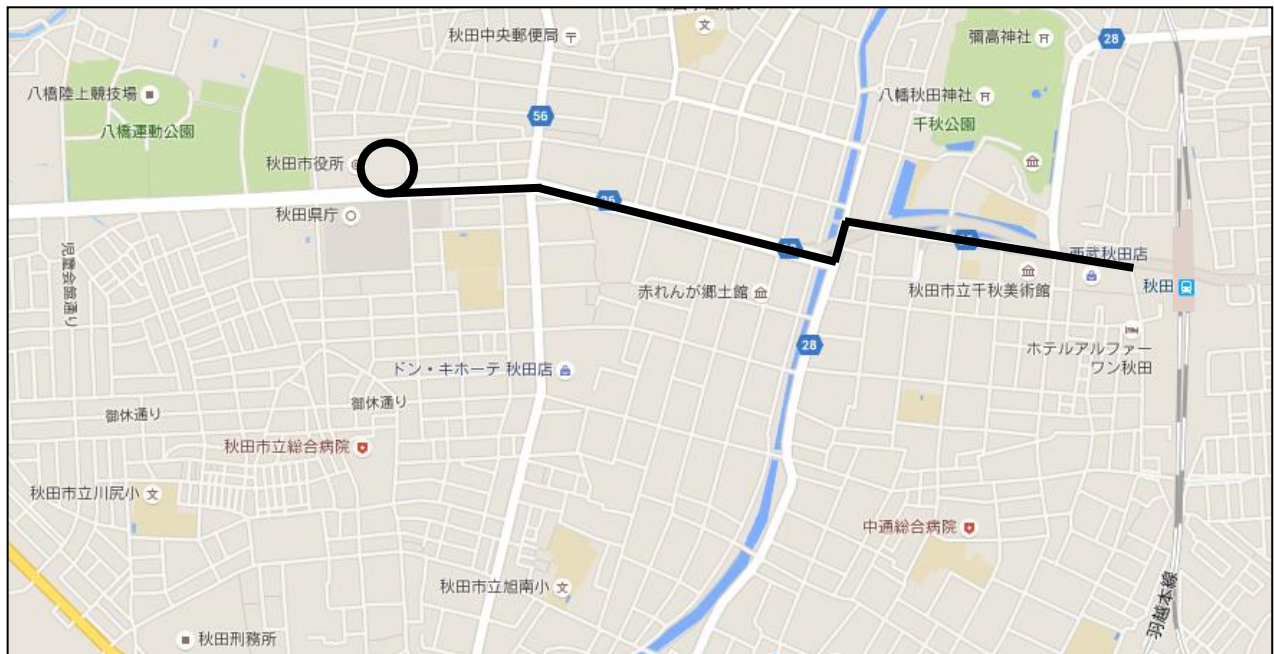 秋田中央郵便局
文
彌高神社
28
八橋陸上競技場
八橋運動公園
56
八幡秋田神社
千秋公園
秋田市役所
秋田県庁
26
児童会館通り
西武秋田店
赤れんが郷土館
秋田市立千秋美術館
秋田
28
ホテルアルファー
ワン秋田
ドン・キホーテ 秋田店
御休通り
御休通り
秋田市立総合病院
秋田市立川尻小
文
中通総合病院
秋田市立旭南小
文
羽越本線
秋田刑務所